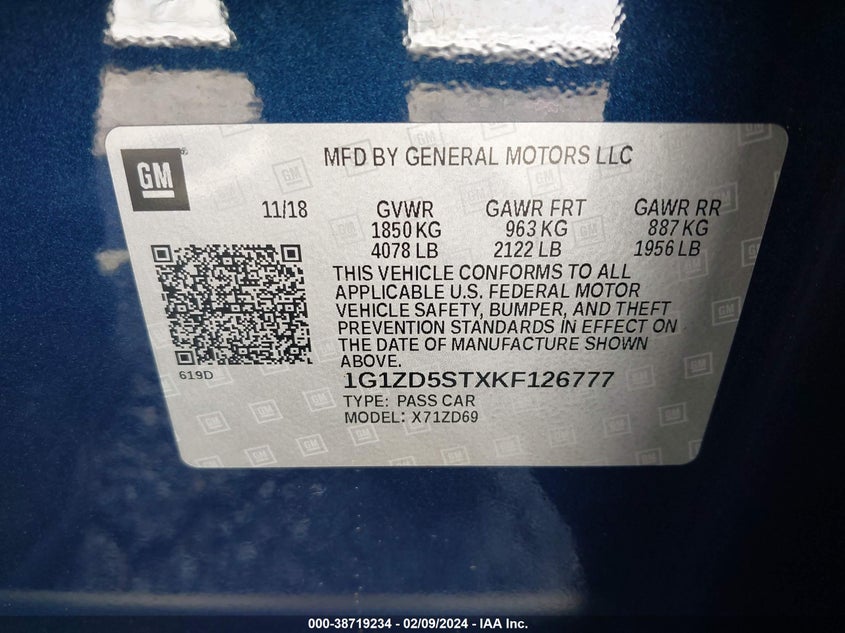 GM
MFD BY GENERAL MOTORS LLC
11/18 GVWR GAWR FRT GAWR RR
1850 KG 963 KG 887 KG
4078 LB 2122 LB 1956 LB
THIS VEHICLE CONFORMS TO ALL
APPLICABLE U.S. FEDERAL MOTOR
VEHICLE SAFETY, BUMPER, AND THEFT
PREVENTION STANDARDS IN EFFECT ON
THE DATE OF MANUFACTURE SHOWN
ABOVE.
619D
1G1ZD5STXKF126777
TYPE: PASS CAR
MODEL: X71ZD69
000-38719234 - 02/09/2024 - IAA Inc.